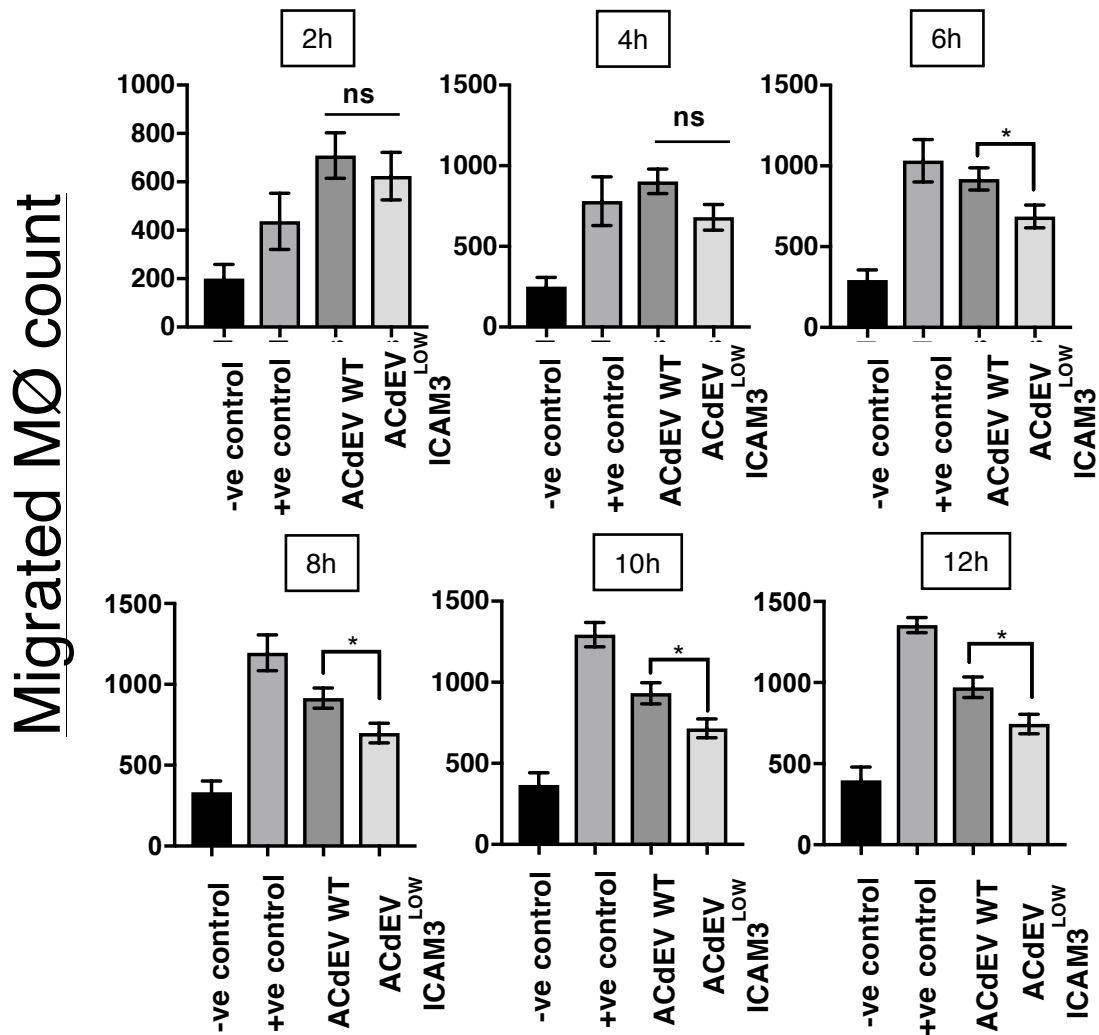 Migrated MØ count
2h
1000
800
600
400
200
0
ns
-ve control
+ve control
ACdEV WT
ACdEV LOW
ICAM3
4h
1500
1000
500
0
ns
-ve control
+ve control
ACdEV WT
ACdEV LOW
ICAM3
6h
1500
1000
500
0
*
-ve control
+ve control
ACdEV WT
ACdEV LOW
ICAM3
8h
1500
1000
500
0
*
-ve control
+ve control
ACdEV WT
ACdEV LOW
ICAM3
10h
1500
1000
500
0
*
-ve control
+ve control
ACdEV WT
ACdEV LOW
ICAM3
12h
1500
1000
500
0
*
-ve control
+ve control
ACdEV WT
ACdEV LOW
ICAM3